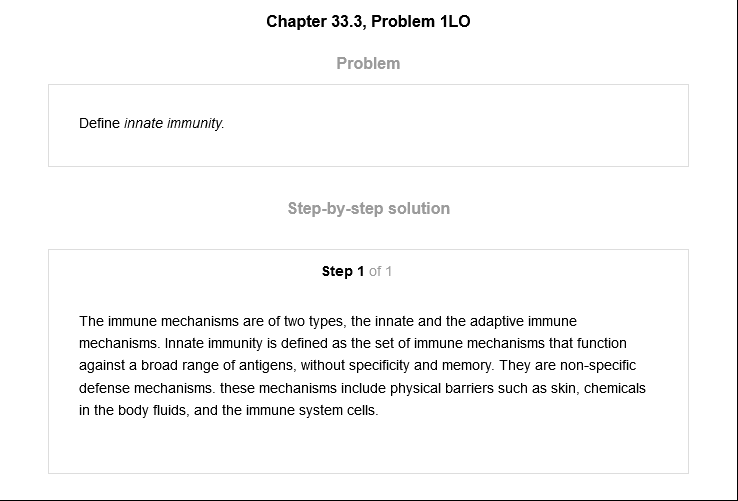 Chapter 33.3, Problem 1LO
Problem
Define innate immunity.
Step-by-step solution
Step 1 of 1
The immune mechanisms are of two types, the innate and the adaptive immune
mechanisms. Innate immunity is defined as the set of immune mechanisms that function
against a broad range of antigens, without specificity and memory. They are non-specific
defense mechanisms. these mechanisms include physical barriers such as skin, chemicals
in the body fluids, and the immune system cells.